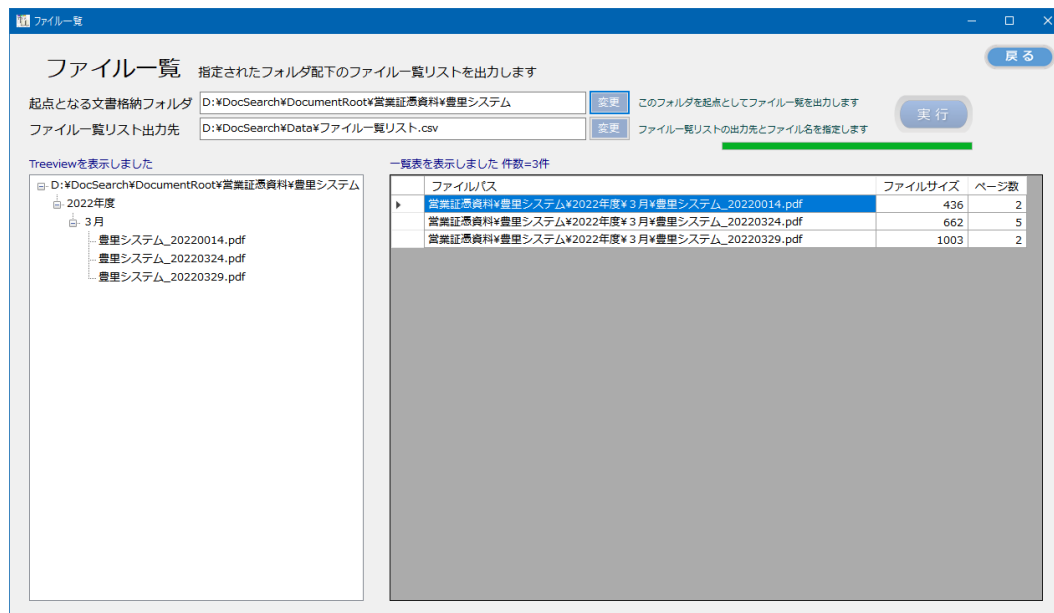 ファイル一覧
戻る
ファイル一覧 指定されたフォルダ配下のファイル一覧リストを出力します
起点となる文書格納フォルダ D:¥DocSearch¥DocumentRoot¥営業証憑資料¥豊里システム 変更 このフォルダを起点としてファイル一覧を出力します
実行
ファイル一覧リスト出力先 D:¥DocSearch¥Data¥ファイル一覧リスト.csv 変更 ファイル一覧リストの出力先とファイル名を指定します
Treeviewを表示しました
D:¥DocSearch¥DocumentRoot¥営業証憑資料¥豊里システム
2022年度
3月
豊里システム_20220014.pdf
豊里システム_20220324.pdf
豊里システム_20220329.pdf
一覧表を表示しました 件数=3件
ファイルパス ファイルサイズ ページ数
営業証憑資料¥豊里システム¥2022年度¥3月¥豊里システム_20220014.pdf 436 2
営業証憑資料¥豊里システム¥2022年度¥3月¥豊里システム_20220324.pdf 662 5
営業証憑資料¥豊里システム¥2022年度¥3月¥豊里システム_20220329.pdf 1003 2